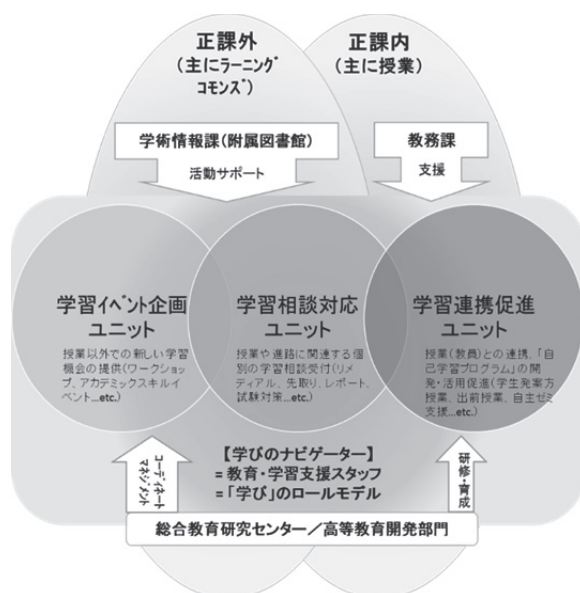 正課外
(主にラーニング
コモンズ)
正課内
(主に授業)
学術情報課(附属図書館)
活動サポート
教務課
支援
学習イベント企画
ユニット
授業以外での新しい学習
機会の提供(ワークショッ
プ、アカデミックスキルイ
ベント...etc.)
学習相談対応
ユニット
授業や進路に関連する個
別の学習相談受付(リメ
ディアル、先取り、レポート、
試験対策...etc.)
学習連携促進
ユニット
授業(教員)との連携、「自
己学習プログラム」の開
発・活用促進(学生発案方
授業、出前授業、自主ゼミ
支援...etc.)
コーディネート
マネジメント
【学びのナビゲーター】
=教育・学習支援スタッフ
=「学び」のロールモデル
研修・育成
総合教育研究センター/高等教育開発部門